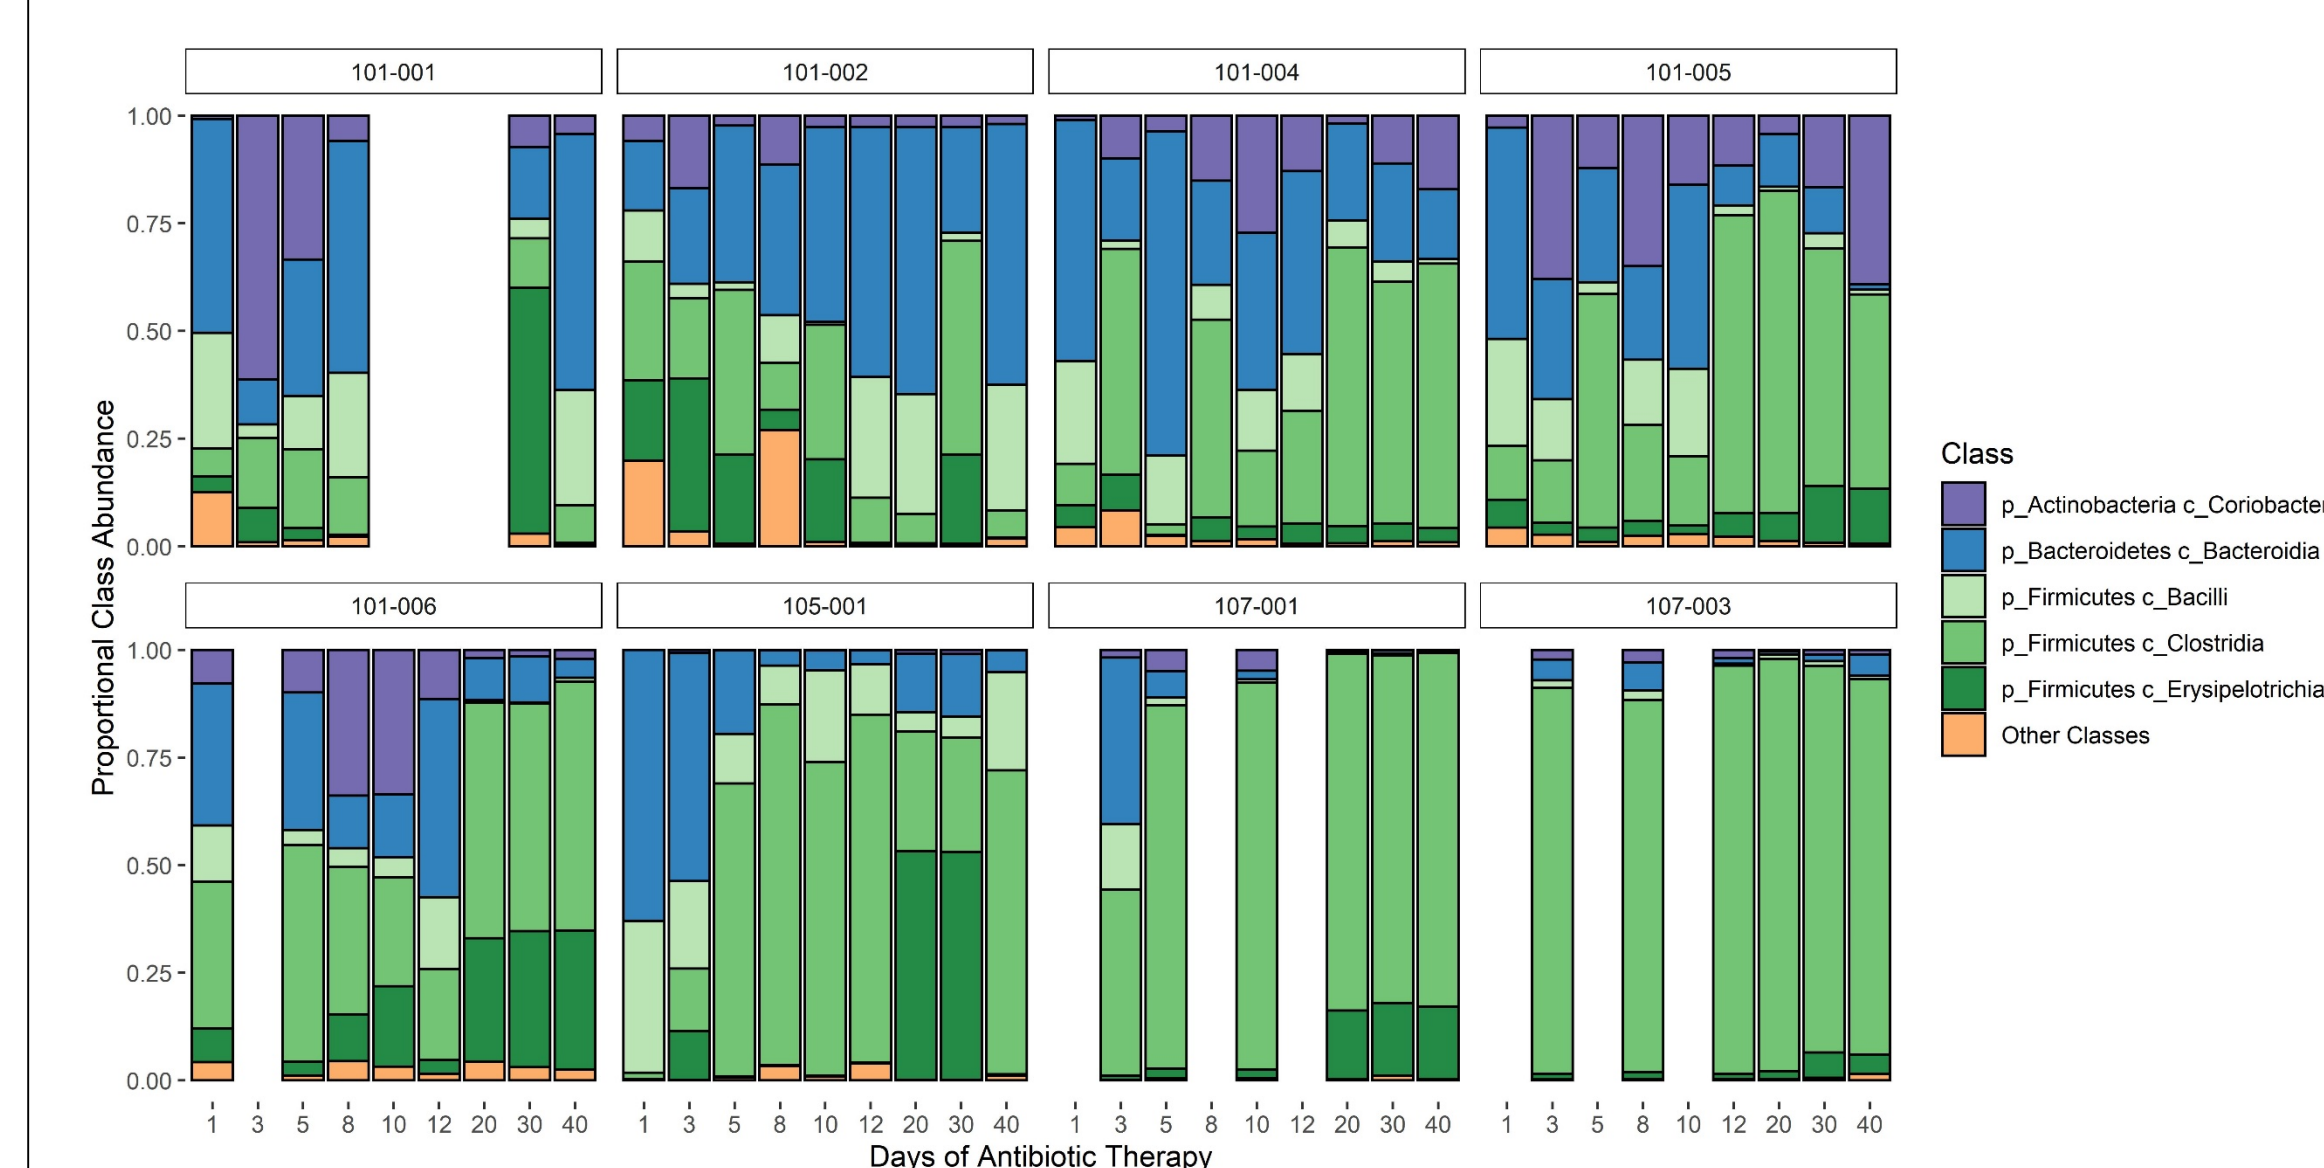 101-001 101-002 101-004 101-005
1.00
0.75
0.50
0.25
0.00
Proportional Class Abundance
101-006 105-001 107-001 107-003
1.00
0.75
0.50
0.25
0.00
1 3 5 8 10 12 20 30 40 1 3 5 8 10 12 20 30 40 1 3 5 8 10 12 20 30 40 1 3 5 8 10 12 20 30 40
Days of Antibiotic Therapy
Class
p_Actinobacteria c_Coriobacter
p_Bacteroidetes c_Bacteroidia
p_Firmicutes c_Bacilli
p_Firmicutes c_Clostridia
p_Firmicutes c_Erysipelotrichia
Other Classes